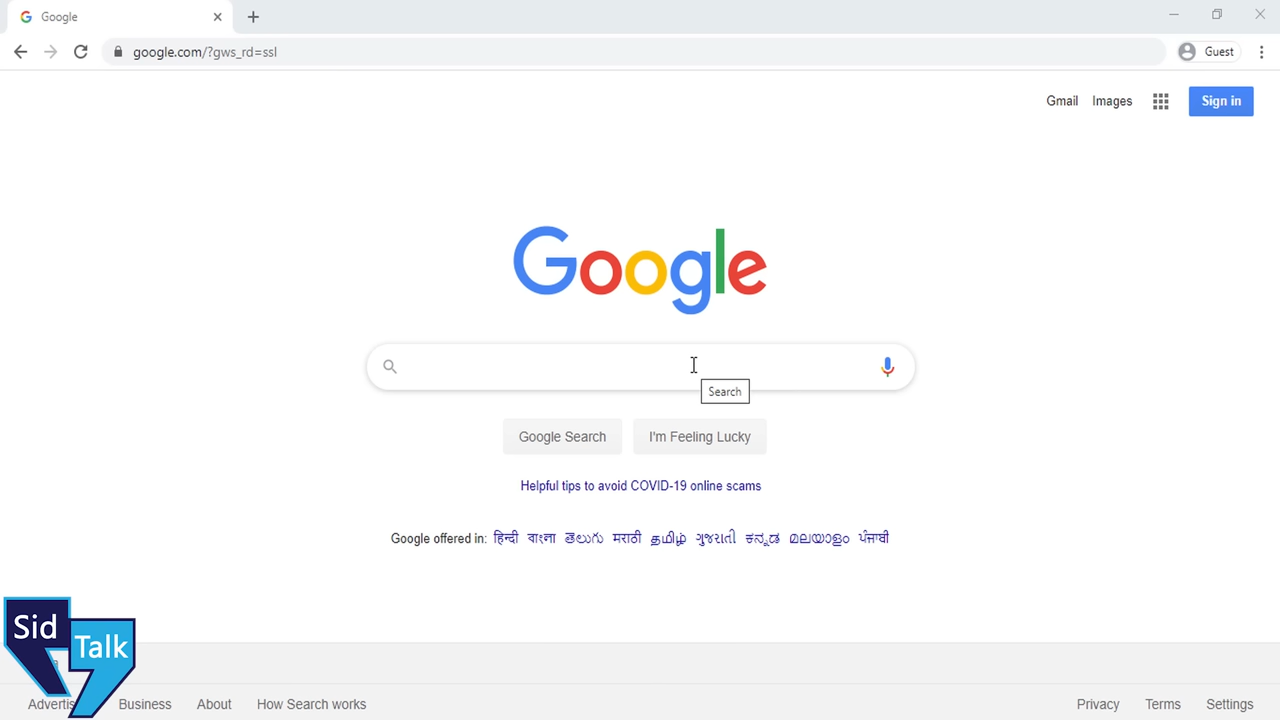 Google
google.com/?gws_rd=ssl
Guest
Gmail Images Sign in
Google
Search
Google Search I'm Feeling Lucky
Helpful tips to avoid COVID-19 online scams
Google offered in: हिन्दी বাংলা తెలుగు मराठी தமிழ் ગુજરાતી ಕನ್ನಡ മലയാളം ਪੰਜਾਬੀ
Sid
Talk
Business About How Search works Privacy Terms Settings